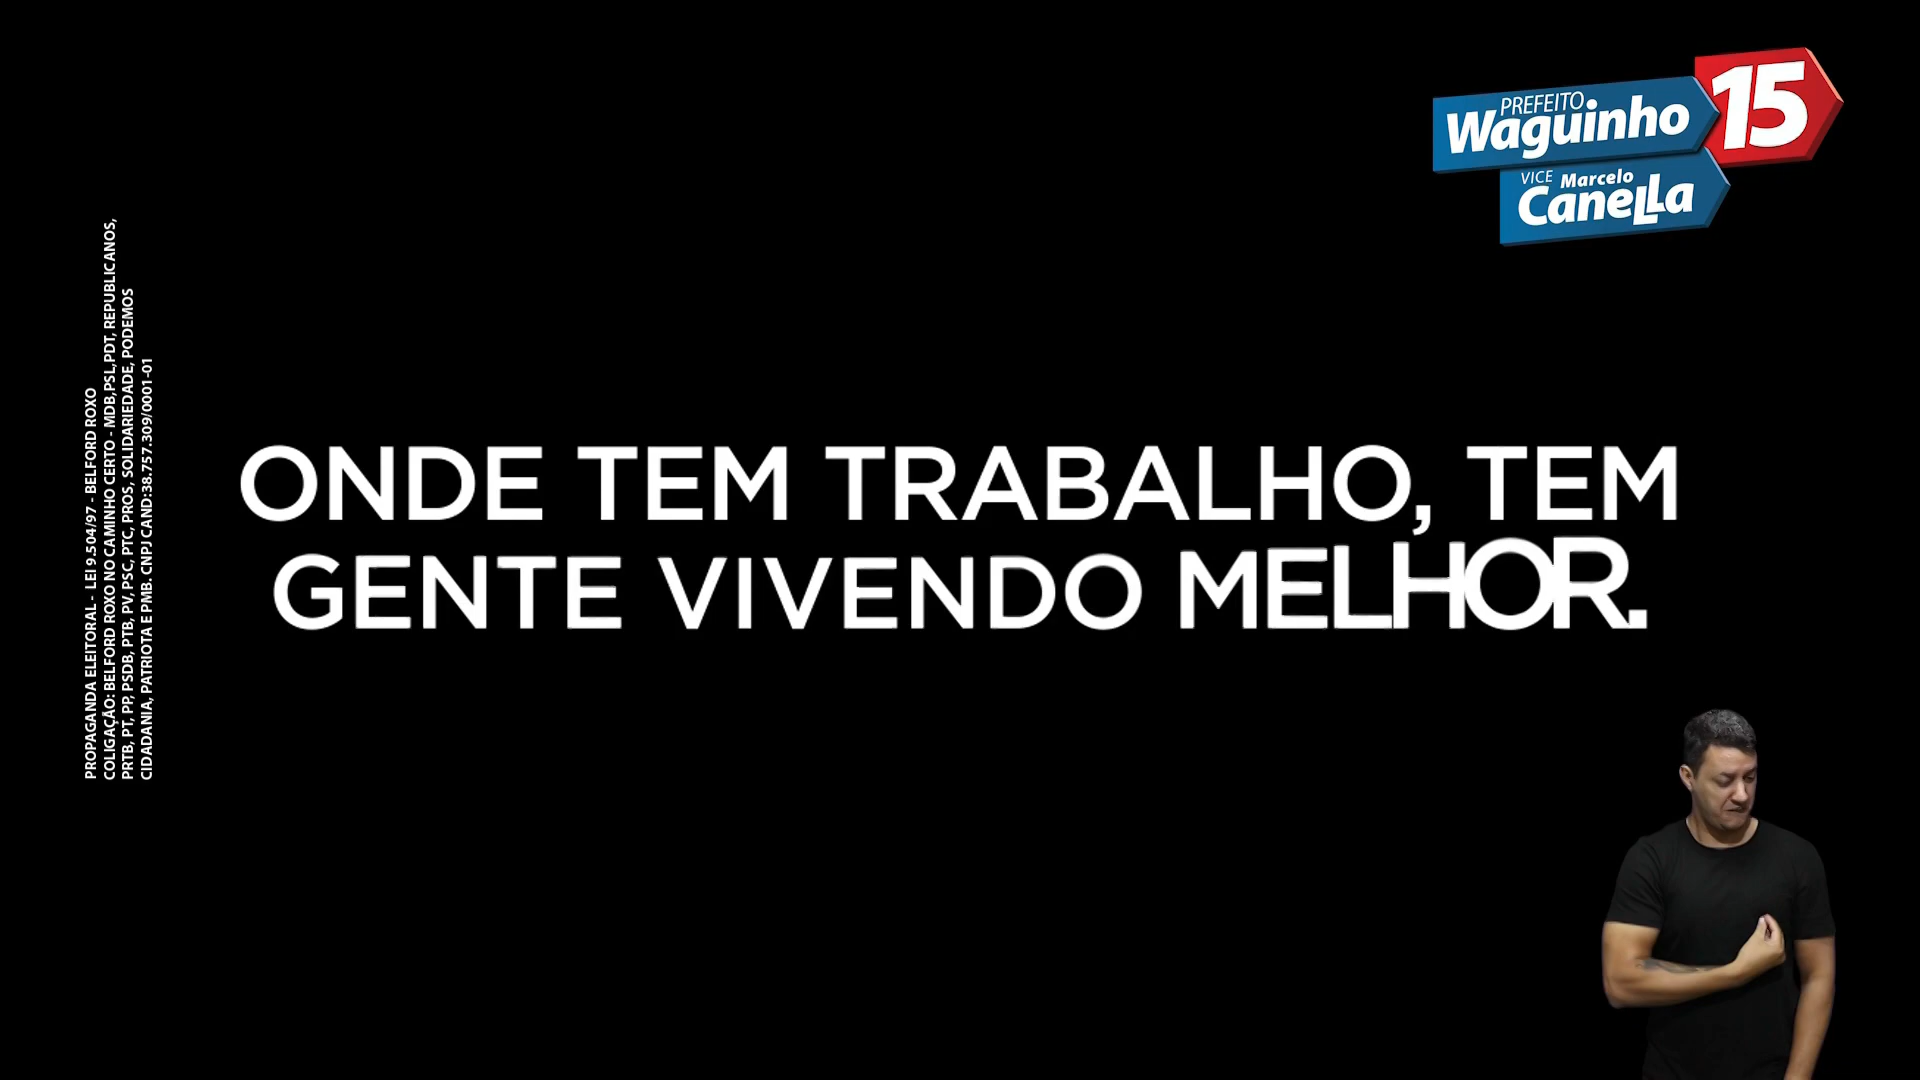 PREFEITO
Waguinho
15
VICE Marcelo
Canella
PROPAGANDA ELEITORAL - LEI 9.504/97 - BELFORD ROXO
COLIGAÇÃO: BELFORD ROXO NO CAMINHO CERTO - MDB,PSL,PDT, REPUBLICANOS,
PRTB, PT, PP, PSDB, PTB, PV, PSC, PTC, PROS, SOLIDARIEDADE, PODEMOS
CIDADANIA, PATRIOTA E PMB. CNPJ CAND:38.757.309/0001-01
ONDE TEM TRABALHO, TEM
GENTE VIVENDO MELHOR.